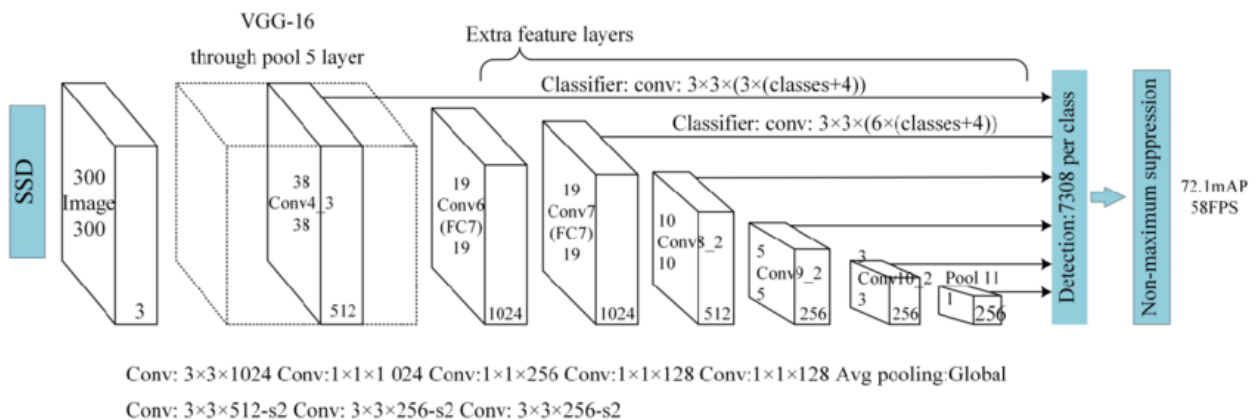 VGG-16
through pool 5 layer
Extra feature layers
Classifier: conv: 3×3×(3×(classes+4))
Classifier: conv: 3×3×(6×(classes+4))
SSD
300
Image
300
3
38
Conv4_3
38
512
19
Conv6
(FC7)
19
1024
19
Conv7
(FC7)
19
1024
10
Conv8_2
10
512
5
Conv9_2
5
256
3
Conv10_2
3
256
Pool 11
1
256
Detection:7308 per class
Non-maximum suppression
72.1mAP
58FPS
Conv: 3×3×1024 Conv:1×1×1 024 Conv:1×1×256 Conv:1×1×128 Conv:1×1×128 Avg pooling:Global
Conv: 3×3×512-s2 Conv: 3×3×256-s2 Conv: 3×3×256-s2